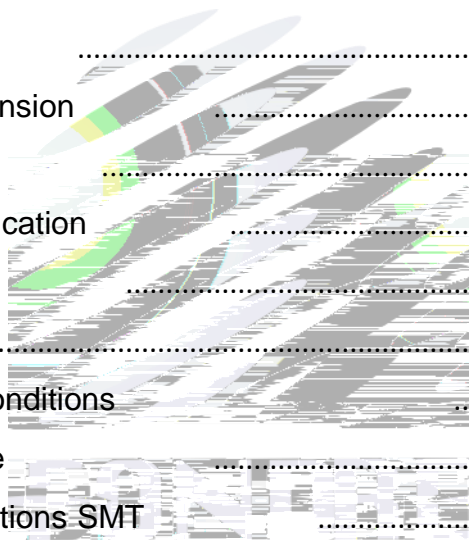 ....................................................
nsion ..................................
................................................
cation ................................
.............................................
................................................................
onditions ..
e ..................................
tions SMT ....................